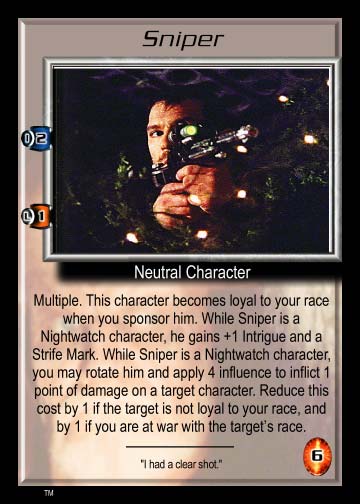 Sniper
2
1
Neutral Character
Multiple. This character becomes loyal to your race
when you sponsor him. While Sniper is a
Nightwatch character, he gains +1 Intrigue and a
Strife Mark. While Sniper is a Nightwatch character,
you may rotate him and apply 4 influence to inflict 1
point of damage on a target character. Reduce this
cost by 1 if the target is not loyal to your race, and
by 1 if you are at war with the target's race.
"I had a clear shot."
6
TM